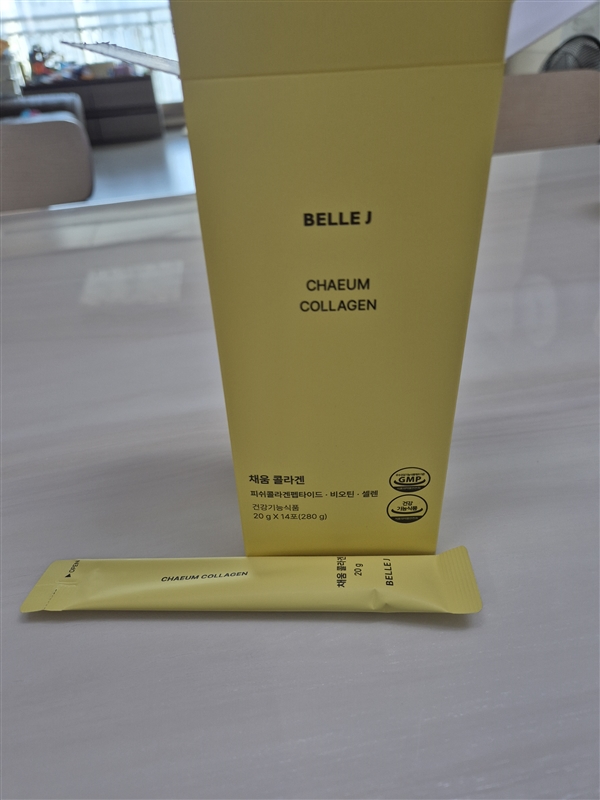 BELLE J
CHAEUM
COLLAGEN
채움 콜라겐
피쉬콜라겐펩타이드 · 비오틴 · 셀렌
건강기능식품
20 g X 14포(280 g)
GMP
건강
기능식품
▲OPEN
CHAEUM COLLAGEN
채움 콜라겐
20 g
BELLE J